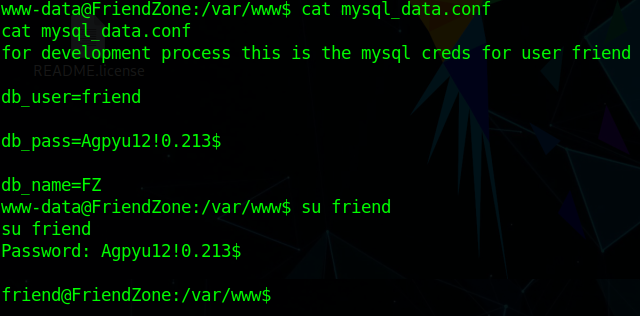 www-data@FriendZone:/var/www$ cat mysql_data.conf
cat mysql_data.conf
for development process this is the mysql creds for user friend
README.license
db_user=friend
db_pass=Agpyu12!0.213$
db_name=FZ
www-data@FriendZone:/var/www$ su friend
su friend
Password: Agpyu12!0.213$
friend@FriendZone:/var/www$